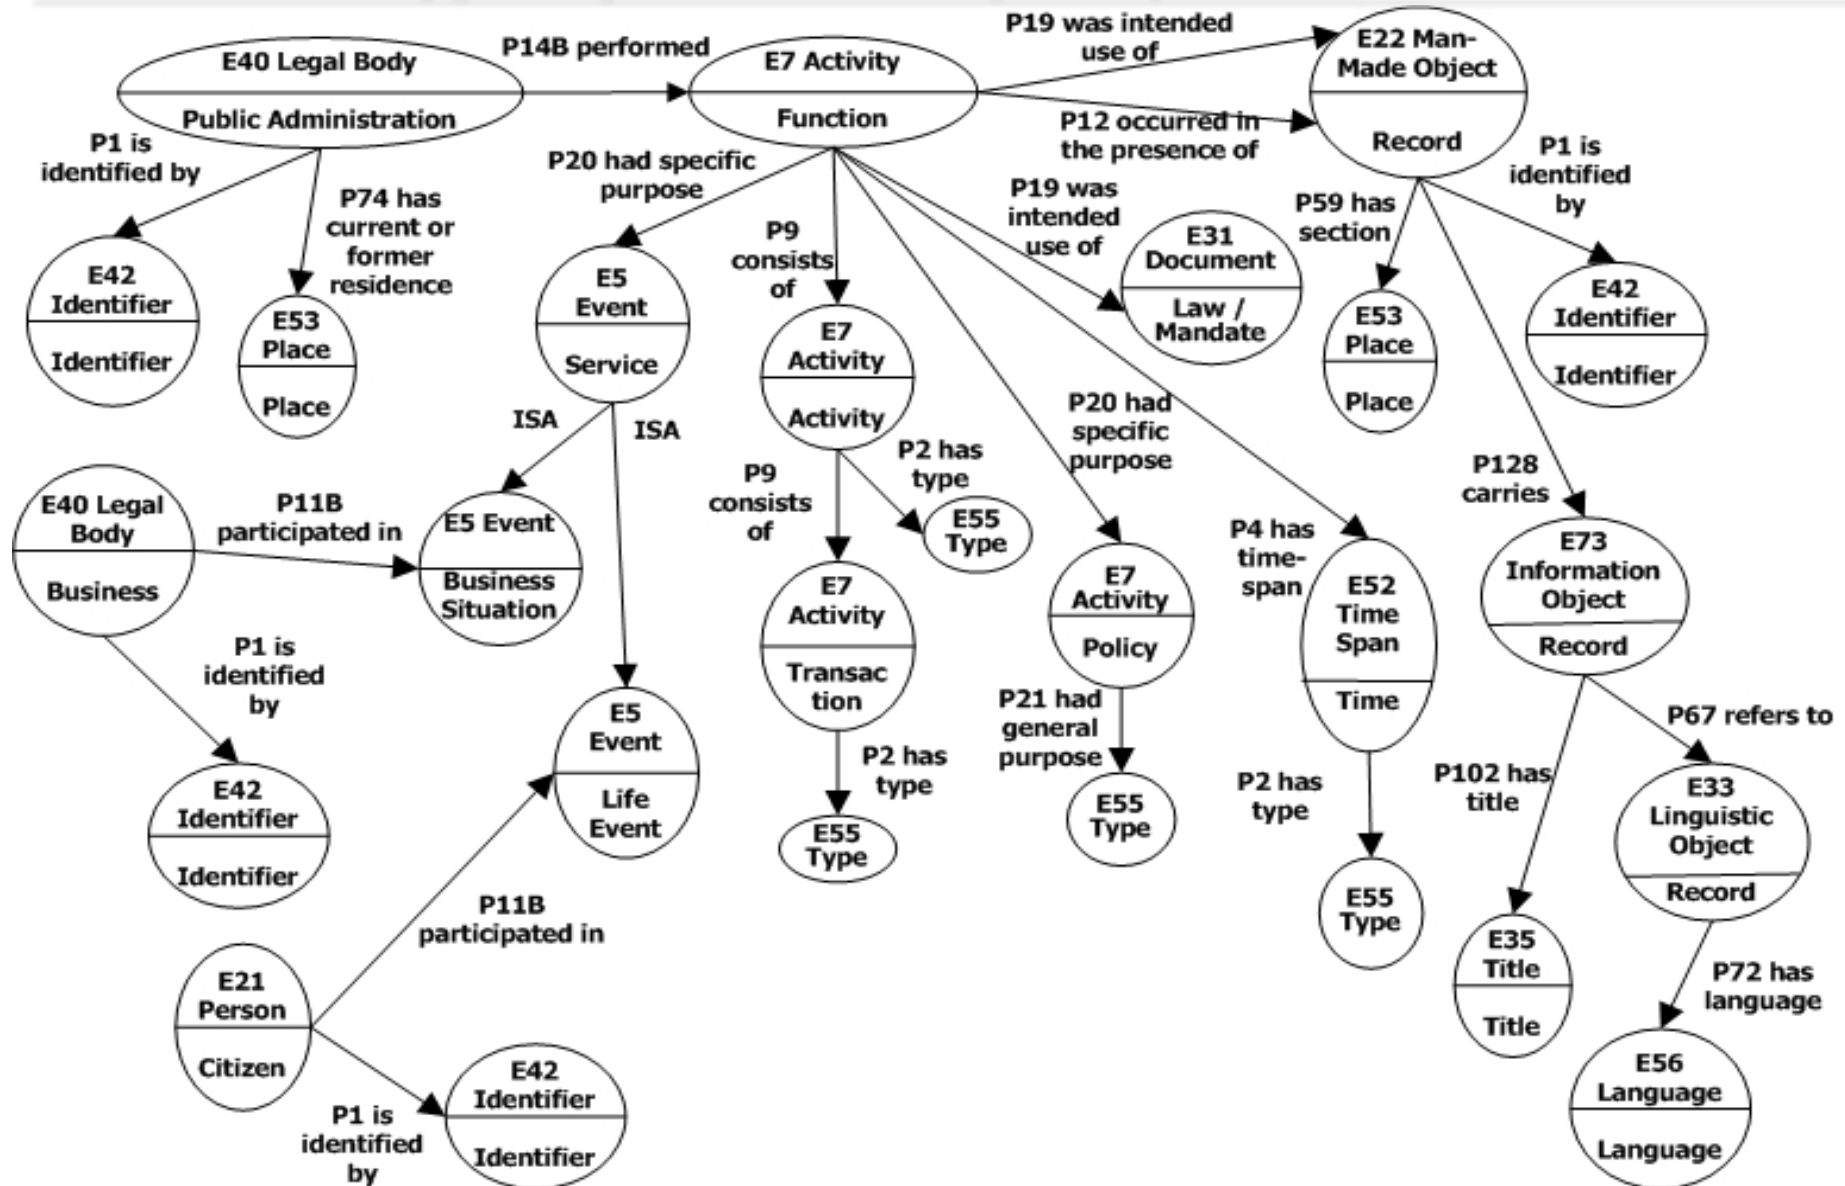 E40 Legal Body
Public Administration
P14B performed
E7 Activity
Function
P19 was intended
use of
P12 occurred in
the presence of
E22 Man-
Made Object
Record
P1 is
identified by
P74 has
current or
former
residence
E42
Identifier
Identifier
E53
Place
Place
P20 had specific
purpose
E5
Event
Service
P9
consists
of
E7
Activity
Activity
P19 was
intended
use of
E31
Document
Law /
Mandate
P59 has
section
E53
Place
Place
P1 is
identified
by
E42
Identifier
Identifier
ISA
ISA
E40 Legal
Body
Business
P11B
participated in
E5 Event
Business
Situation
P9
consists
of
P2 has
type
E55
Type
E7
Activity
Transac
tion
P2 has
type
E55
Type
P20 had
specific
purpose
E7
Activity
Policy
P21 had
general
purpose
E55
Type
P4 has
time-
span
E52
Time
Span
Time
P2 has
type
E55
Type
P128
carries
E73
Information
Object
Record
P102 has
title
E35
Title
Title
P67 refers to
E33
Linguistic
Object
Record
P72 has
language
E56
Language
Language
P1 is
identified
by
E42
Identifier
Identifier
E5
Event
Life
Event
P11B
participated in
E21
Person
Citizen
P1 is
identified
by
E42
Identifier
Identifier